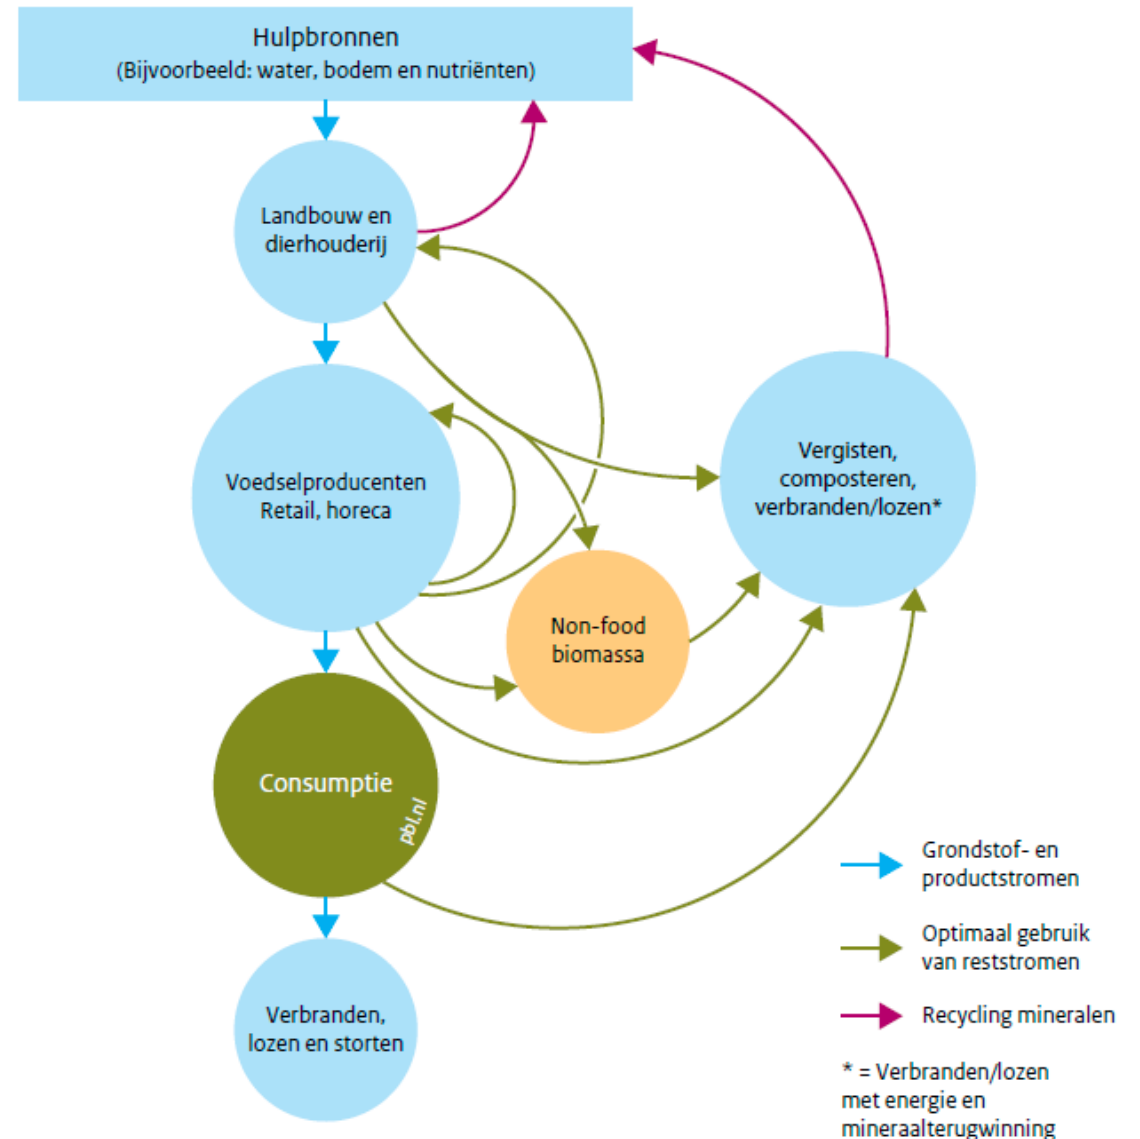 Hulpbronnen
(Bijvoorbeeld: water, bodem en nutriënten)
Landbouw en
dierhouderij
Voedselproducenten
Retail, horeca
Vergisten,
composteren,
verbranden/lozen*
Non-food
biomassa
Consumptie
pbl.nl
Verbranden,
lozen en storten
Grondstof- en
productstromen
Optimaal gebruik
van reststromen
Recycling mineralen
* = Verbranden/lozen
met energie en
mineraalterugwinning